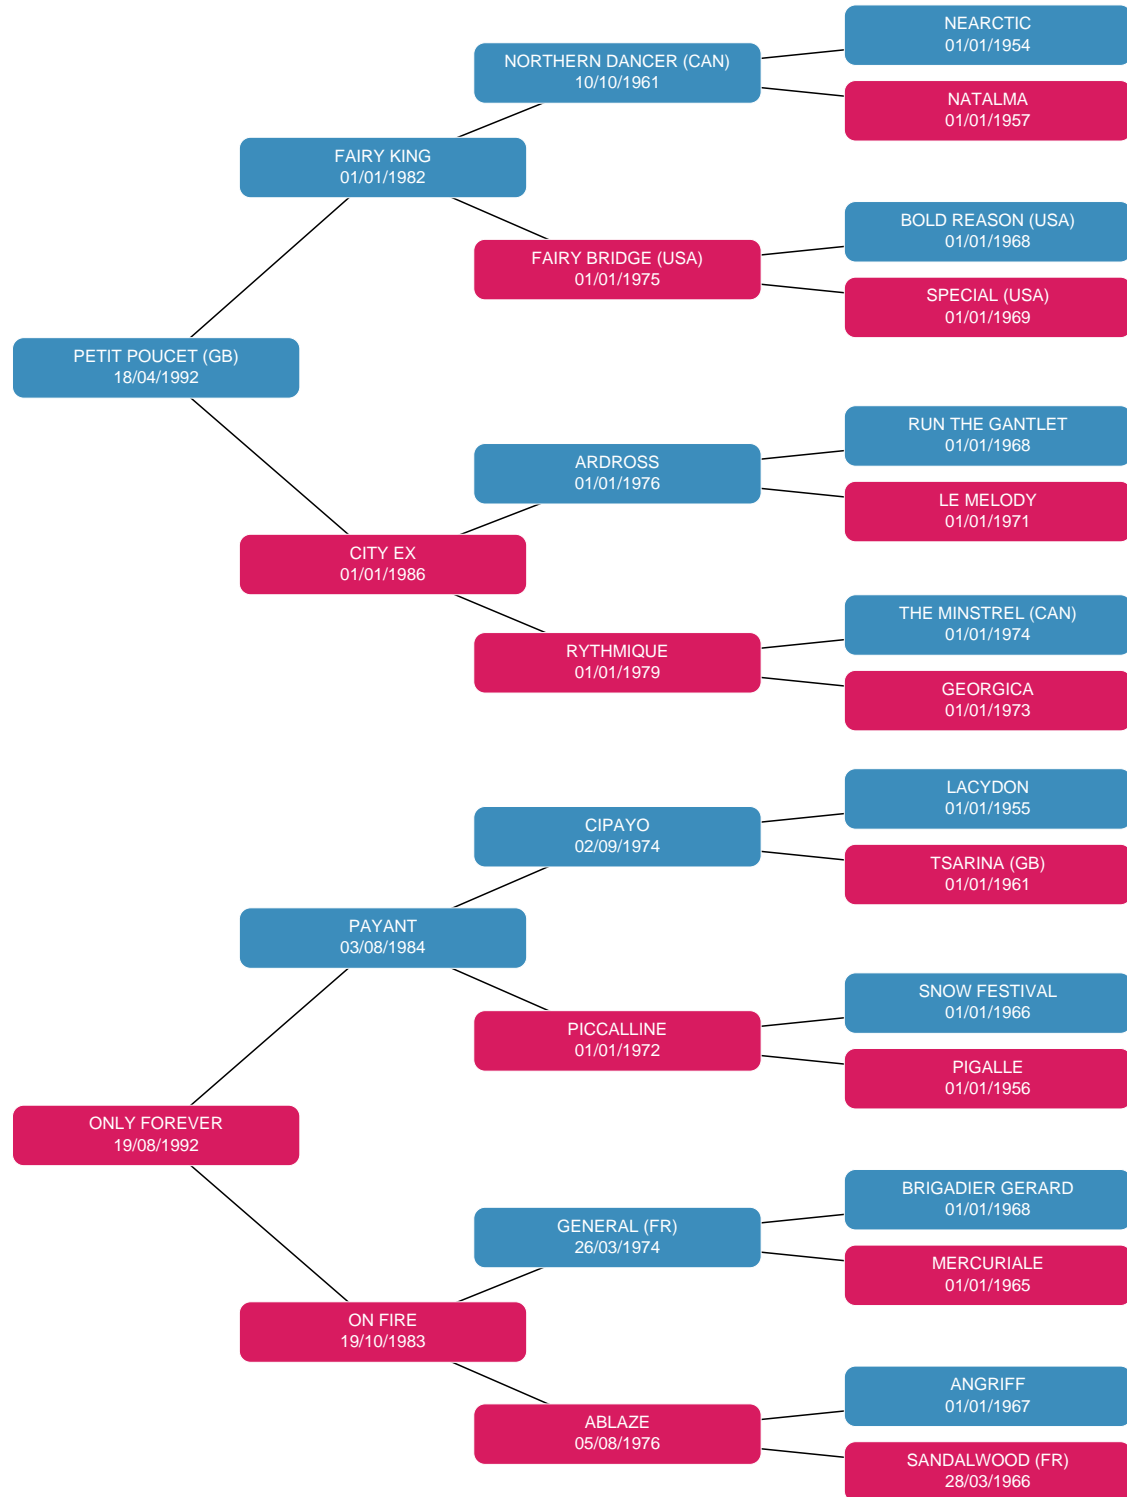 NEARCTIC
01/01/1954
NORTHERN DANCER (CAN)
10/10/1961
NATALMA
01/01/1957
FAIRY KING
01/01/1982
BOLD REASON (USA)
01/01/1968
FAIRY BRIDGE (USA)
01/01/1975
SPECIAL (USA)
01/01/1969
PETIT POUCET (GB)
18/04/1992
RUN THE GANTLET
01/01/1968
ARDROSS
01/01/1976
LE MELODY
01/01/1971
CITY EX
01/01/1986
THE MINSTREL (CAN)
01/01/1974
RYTHMIQUE
01/01/1979
GEORGICA
01/01/1973
LACYDON
01/01/1955
CIPAYO
02/09/1974
TSARINA (GB)
01/01/1961
PAYANT
03/08/1984
SNOW FESTIVAL
01/01/1966
PICCALLINE
01/01/1972
PIGALLE
01/01/1956
ONLY FOREVER
19/08/1992
BRIGADIER GERARD
01/01/1968
GENERAL (FR)
26/03/1974
MERCURIALE
01/01/1965
ON FIRE
19/10/1983
ANGRIFF
01/01/1967
ABLAZE
05/08/1976
SANDALWOOD (FR)
28/03/1966